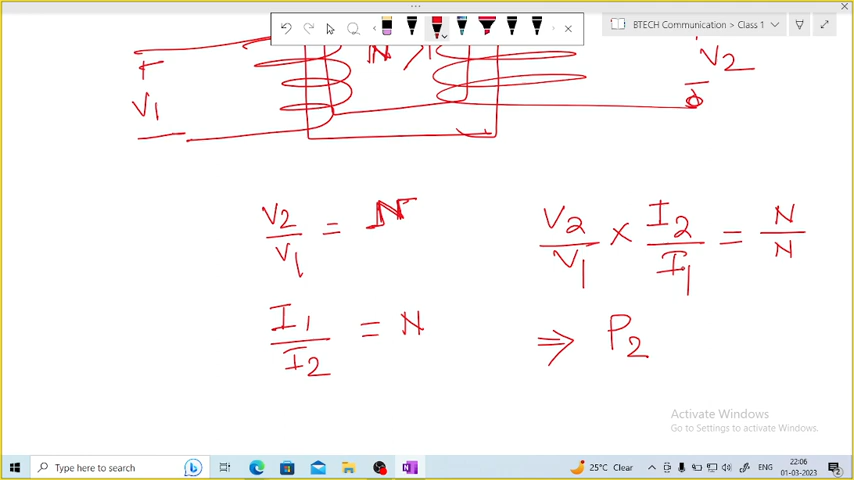 BTECH Communication > Class 1
N
V2
V1
V2/V1 = N
V2/V1 × I2/I1 = N/N
I1/I2 = N
⇒ P2
Activate Windows
Go to Settings to activate Windows.
Type here to search
25°C Clear
ENG
22:06
01-03-2023
2